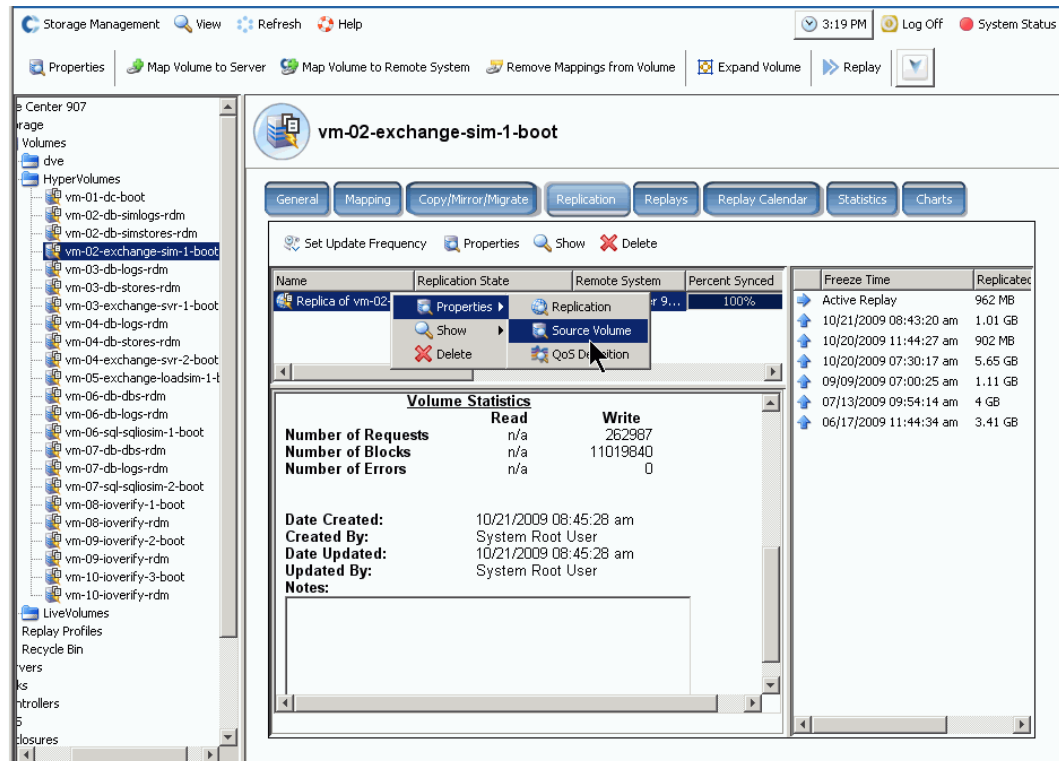 Storage Management View Refresh Help 3:19 PM Log Off System Status
Properties Map Volume to Server Map Volume to Remote System Remove Mappings from Volume Expand Volume Replay
e Center 907
rage
Volumes
dve
HyperVolumes
vm-01-dc-boot
vm-02-db-simlogs-rdm
vm-02-db-simstores-rdm
vm-02-exchange-sim-1-boot
vm-03-db-logs-rdm
vm-03-db-stores-rdm
vm-03-exchange-svr-1-boot
vm-04-db-logs-rdm
vm-04-db-stores-rdm
vm-04-exchange-svr-2-boot
vm-05-exchange-loadsim-1-b
vm-06-db-dbs-rdm
vm-06-db-logs-rdm
vm-06-sql-sqliosim-1-boot
vm-07-db-dbs-rdm
vm-07-db-logs-rdm
vm-07-sql-sqliosim-2-boot
vm-08-ioverify-1-boot
vm-08-ioverify-rdm
vm-09-ioverify-2-boot
vm-09-ioverify-rdm
vm-10-ioverify-3-boot
vm-10-ioverify-rdm
LiveVolumes
Replay Profiles
Recycle Bin
rvers
ks
ntrollers
closures
vm-02-exchange-sim-1-boot
General Mapping Copy/Mirror/Migrate Replication Replays Replay Calendar Statistics Charts
Set Update Frequency Properties Show Delete
Name Replication State Remote System Percent Synced
Replica of vm-02- er 9... 100%
Properties
Show
Delete
Replication
Source Volume
QoS Definition
Volume Statistics
Read Write
Number of Requests n/a 262987
Number of Blocks n/a 11019840
Number of Errors n/a 0
Date Created: 10/21/2009 08:45:28 am
Created By: System Root User
Date Updated: 10/21/2009 08:45:28 am
Updated By: System Root User
Notes:
Freeze Time Replicated
Active Replay 962 MB
10/21/2009 08:43:20 am 1.01 GB
10/20/2009 11:44:27 am 902 MB
10/20/2009 07:30:17 am 5.65 GB
09/09/2009 07:00:25 am 1.11 GB
07/13/2009 09:54:14 am 4 GB
06/17/2009 11:44:34 am 3.41 GB